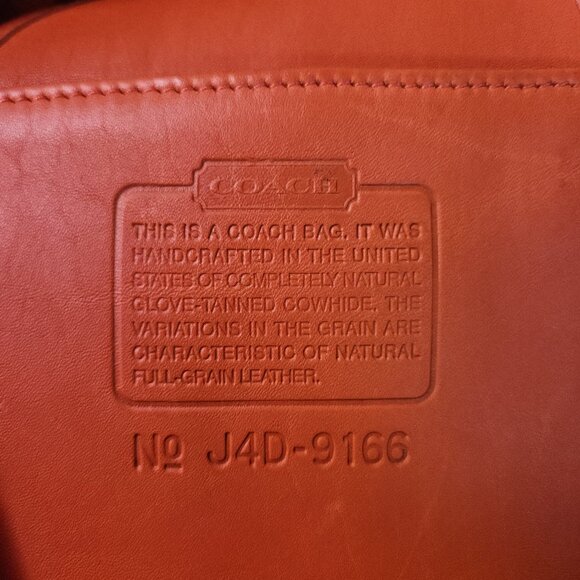 COACH
THIS IS A COACH BAG. IT WAS
HANDCRAFTED IN THE UNITED
STATES OF COMPLETELY NATURAL
GLOVE-TANNED COWHIDE. THE
VARIATIONS IN THE GRAIN ARE
CHARACTERISTIC OF NATURAL
FULL-GRAIN LEATHER.
Nº J4D-9166